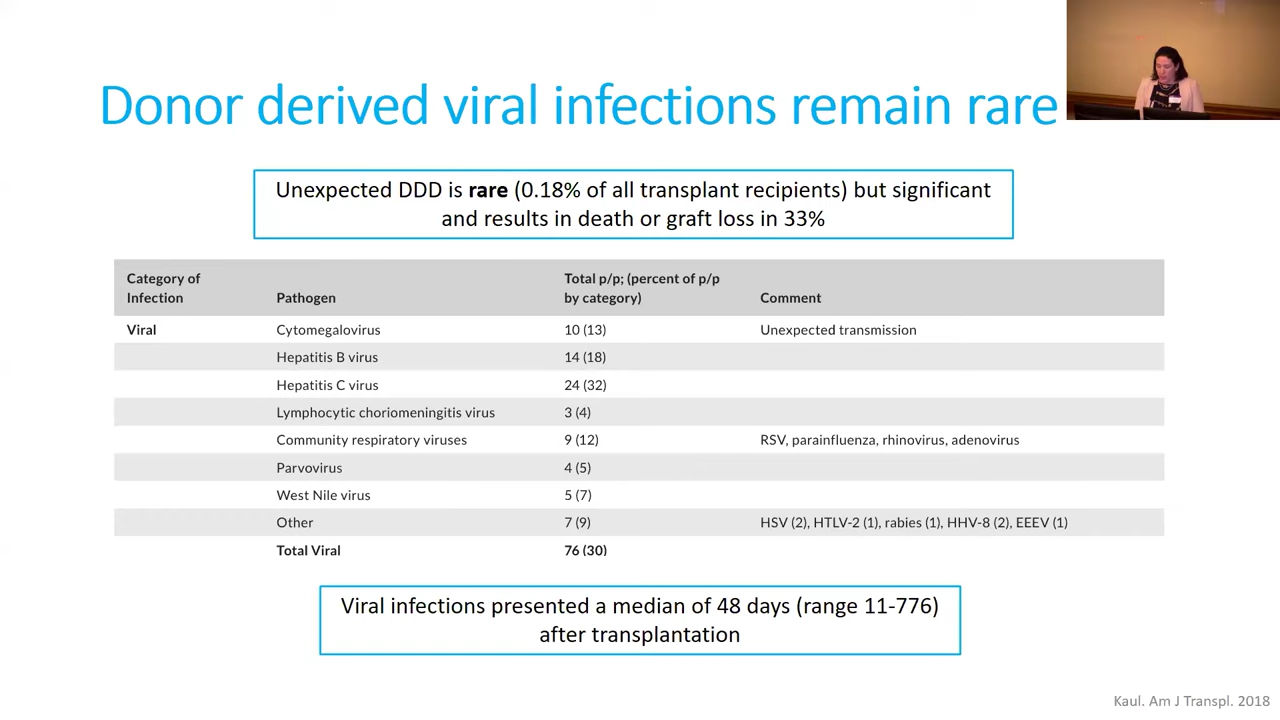 Donor derived viral infections remain rare
Unexpected DDD is rare (0.18% of all transplant recipients) but significant
and results in death or graft loss in 33%
Category of Infection Pathogen Total p/p; (percent of p/p by category) Comment
Viral Cytomegalovirus 10 (13) Unexpected transmission
Hepatitis B virus 14 (18)
Hepatitis C virus 24 (32)
Lymphocytic choriomeningitis virus 3 (4)
Community respiratory viruses 9 (12) RSV, parainfluenza, rhinovirus, adenovirus
Parvovirus 4 (5)
West Nile virus 5 (7)
Other 7 (9) HSV (2), HTLV-2 (1), rabies (1), HHV-8 (2), EEEV (1)
Total Viral 76 (30)
Viral infections presented a median of 48 days (range 11-776)
after transplantation
Kaul. Am J Transpl. 2018